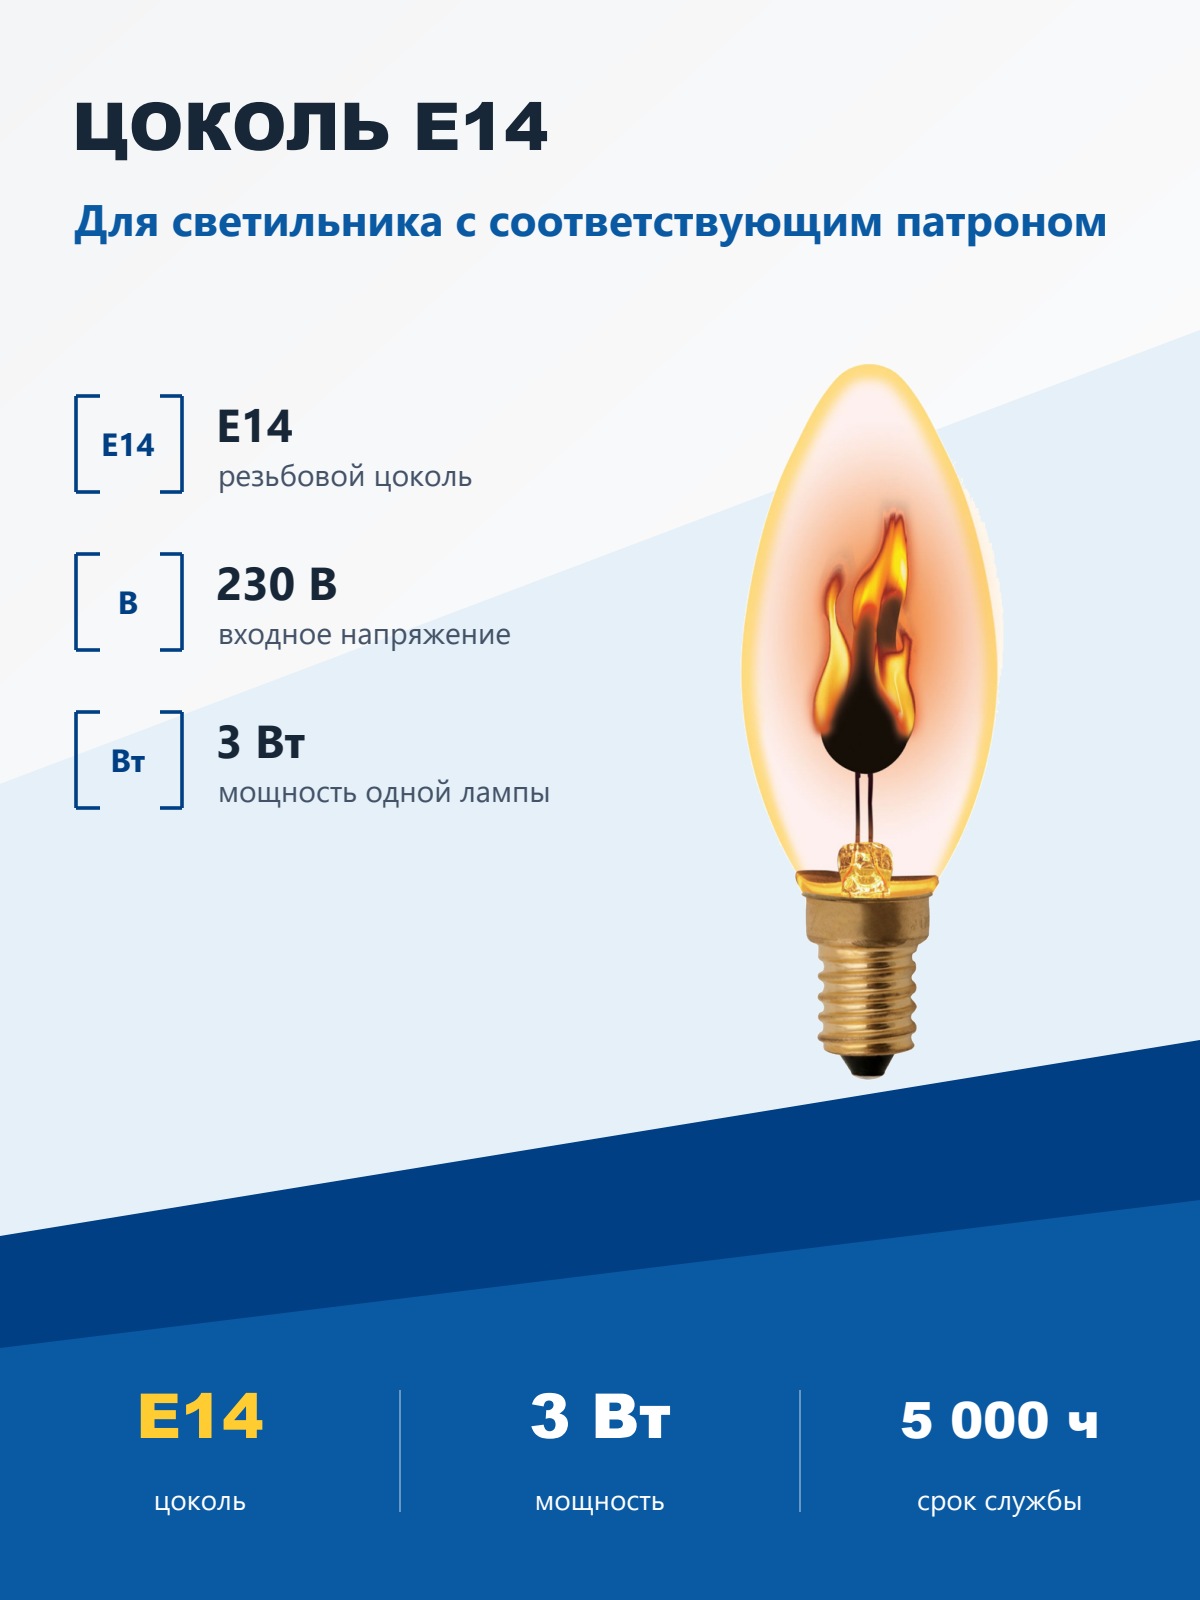 ЦОКОЛЬ E14
Для светильника с соответствующим патроном
E14
E14
резьбовой цоколь
В
230 В
входное напряжение
Вт
3 Вт
мощность одной лампы
E14
3 Вт
5 000 ч
цоколь
мощность
срок службы